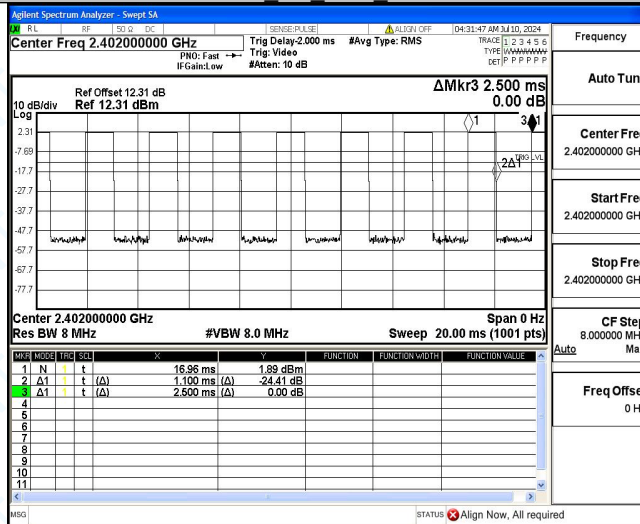 Agilent Spectrum Analyzer - Swept SA
RL RF 50 Ω DC SENSE:PULSE ALIGN OFF 04:31:47 AM Jul 10, 2024
Center Freq 2.402000000 GHz
PNO: Fast
IFGain:Low
Trig Delay-2.000 ms
Trig: Video
#Atten: 10 dB
#Avg Type: RMS
TRACE 1 2 3 4 5 6
TYPE
DET P P P P P P
Frequency
Auto Tun
ΔMkr3 2.500 ms
0.00 dB
Ref Offset 12.31 dB
10 dB/div Ref 12.31 dBm
Log
1
3Δ1
2.31
-7.69
-17.7
-27.7
-37.7
-47.7
-57.7
-67.7
-77.7
TRIG LVL
2Δ1
Center Fre
2.402000000 GH
Start Fre
2.402000000 GH
Stop Fre
2.402000000 GH
Center 2.402000000 GHz Span 0 Hz
Res BW 8 MHz #VBW 8.0 MHz Sweep 20.00 ms (1001 pts)
CF Ste
8.000000 MH
Auto Ma
Freq Offse
0 H
MKR MODE TRC SCL X Y FUNCTION FUNCTION WIDTH FUNCTION VALUE
1 N 1 t 16.96 ms 1.89 dBm
2 Δ1 1 t (Δ) 1.100 ms (Δ) -24.41 dB
3 Δ1 1 t (Δ) 2.500 ms (Δ) 0.00 dB
4
5
6
7
8
9
10
11
MSG STATUS Align Now, All required